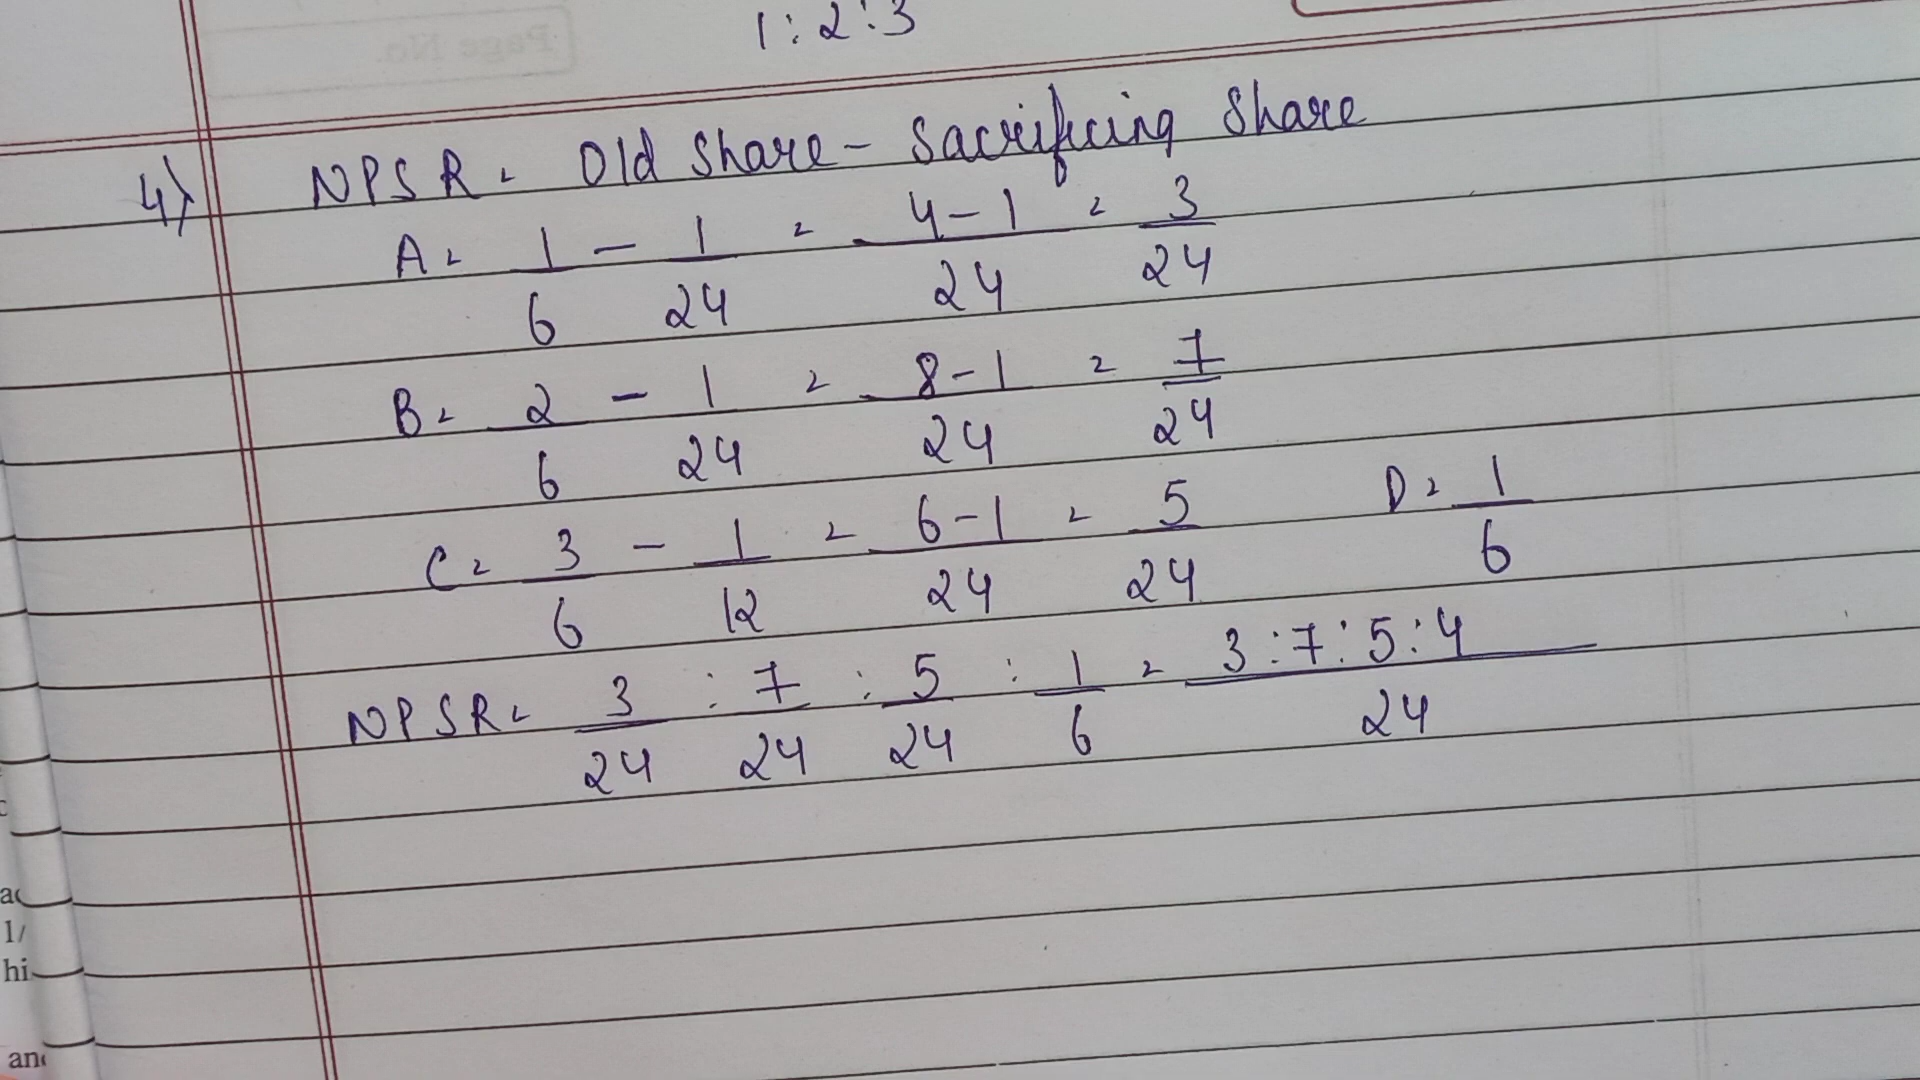 1:2:3
4) NPSR = Old Share - Sacrificing Share
A = 1/6 - 1/24 = 4-1/24 = 3/24
B = 2/6 - 1/24 = 8-1/24 = 7/24
C = 3/6 - 1/12 = 6-1/24 = 5/24 D = 1/6
NPSR = 3/24 : 7/24 : 5/24 : 1/6 = 3:7:5:4/24
1/
hi